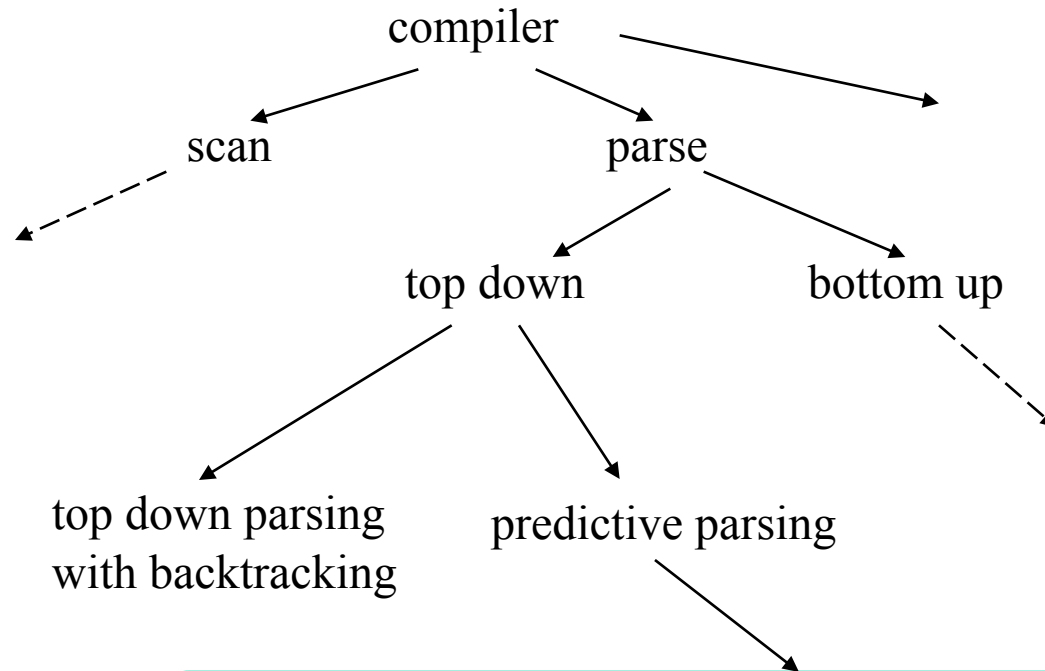 compiler
scan
parse
top down
bottom up
top down parsing
with backtracking
predictive parsing